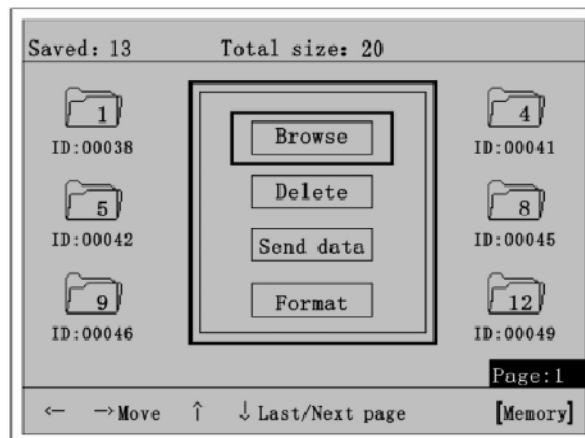 Saved: 13 Total size: 20
1 4
ID:00038 ID:00041
Browse
Delete
5 8
ID:00042 ID:00045
Send data
9 12
Format
ID:00046 ID:00049
Page:1
← →Move ↑ ↓Last/Next page [Memory]